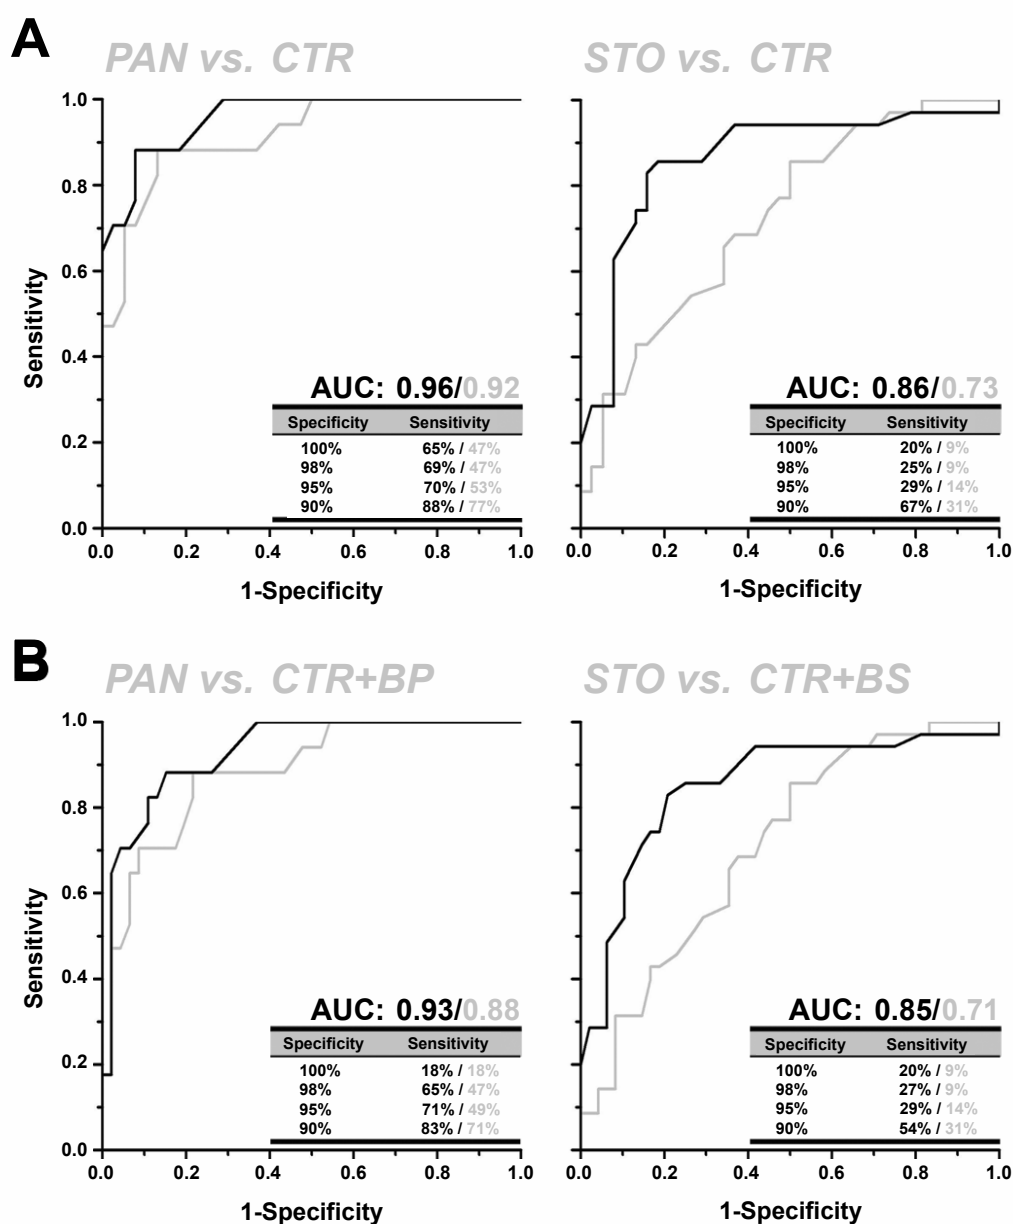 A
PAN vs. CTR
STO vs. CTR
Sensitivity
1.0
0.8
0.6
0.4
0.2
0.0
AUC: 0.96/0.92
Specificity Sensitivity
100% 65% / 47%
98% 69% / 47%
95% 70% / 53%
90% 88% / 77%
0.0 0.2 0.4 0.6 0.8 1.0
1-Specificity
AUC: 0.86/0.73
Specificity Sensitivity
100% 20% / 9%
98% 25% / 9%
95% 29% / 14%
90% 67% / 31%
0.0 0.2 0.4 0.6 0.8 1.0
1-Specificity
B
PAN vs. CTR+BP
STO vs. CTR+BS
Sensitivity
1.0
0.8
0.6
0.4
0.2
0.0
AUC: 0.93/0.88
Specificity Sensitivity
100% 18% / 18%
98% 65% / 47%
95% 71% / 49%
90% 83% / 71%
0.0 0.2 0.4 0.6 0.8 1.0
1-Specificity
AUC: 0.85/0.71
Specificity Sensitivity
100% 20% / 9%
98% 27% / 9%
95% 29% / 14%
90% 54% / 31%
0.0 0.2 0.4 0.6 0.8 1.0
1-Specificity